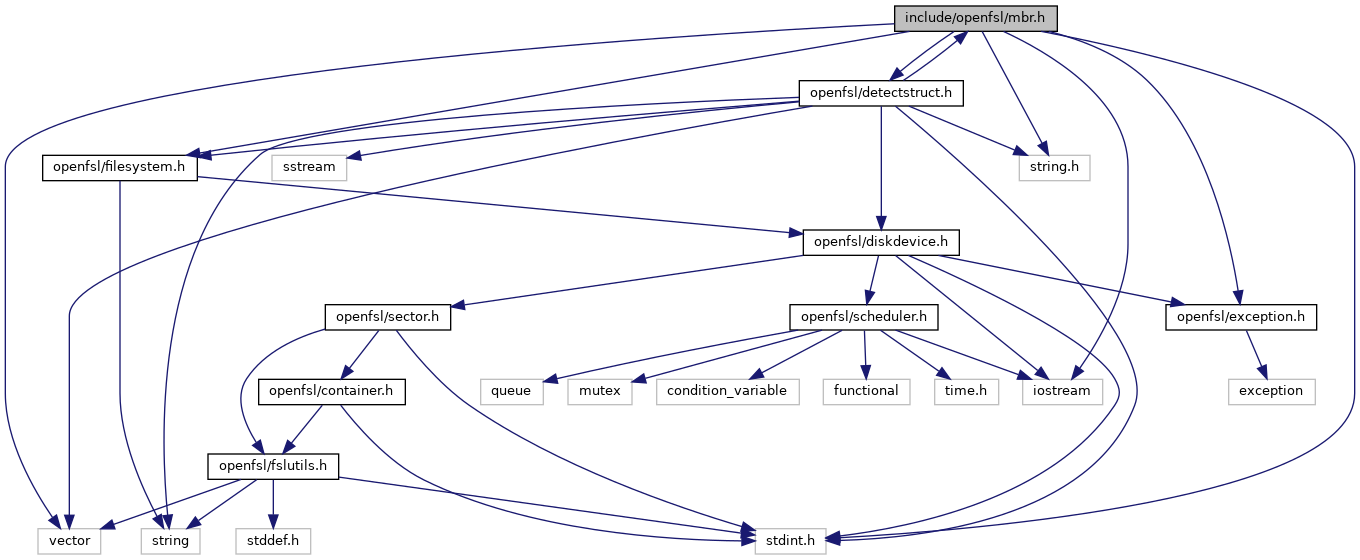 include/openfsl/mbr.h
openfsl/detectstruct.h
openfsl/filesystem.h
sstream
string.h
openfsl/diskdevice.h
openfsl/sector.h
openfsl/scheduler.h
openfsl/exception.h
openfsl/container.h
queue
mutex
condition_variable
functional
time.h
iostream
exception
openfsl/fslutils.h
vector
string
stddef.h
stdint.h